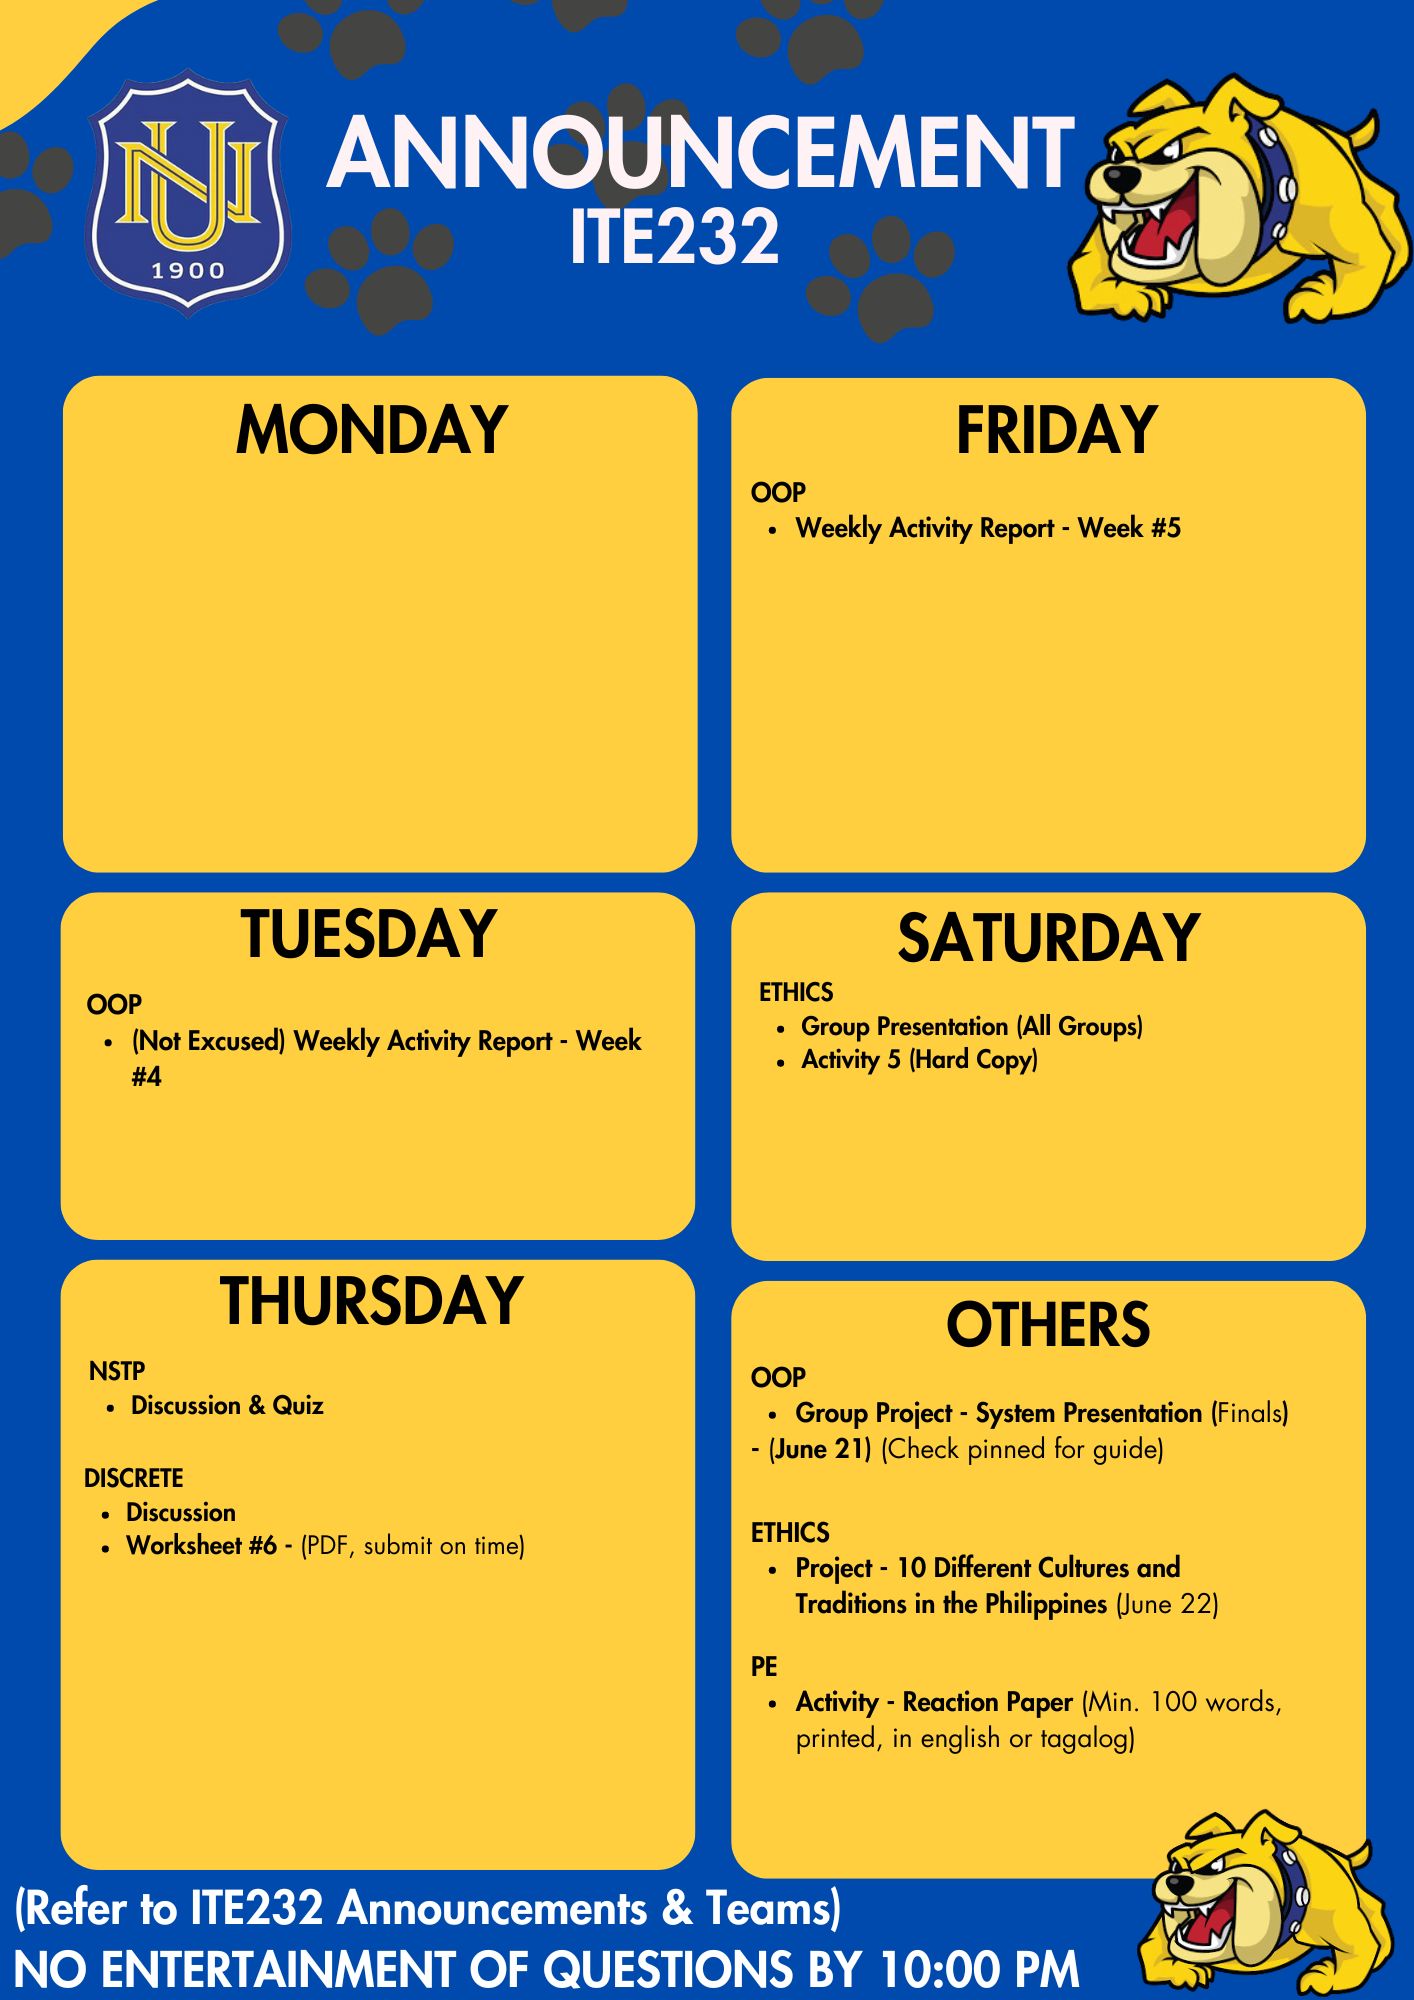 NU
1900
ANNOUNCEMENT
ITE232
MONDAY
TUESDAY
OOP
• (Not Excused) Weekly Activity Report - Week
#4
THURSDAY
NSTP
• Discussion & Quiz
DISCRETE
• Discussion
• Worksheet #6 - (PDF, submit on time)
FRIDAY
OOP
• Weekly Activity Report - Week #5
SATURDAY
ETHICS
• Group Presentation (All Groups)
• Activity 5 (Hard Copy)
OTHERS
OOP
• Group Project - System Presentation (Finals)
- (June 21) (Check pinned for guide)
ETHICS
• Project - 10 Different Cultures and
Traditions in the Philippines (June 22)
PE
• Activity - Reaction Paper (Min. 100 words,
printed, in english or tagalog)
(Refer to ITE232 Announcements & Teams)
NO ENTERTAINMENT OF QUESTIONS BY 10:00 PM